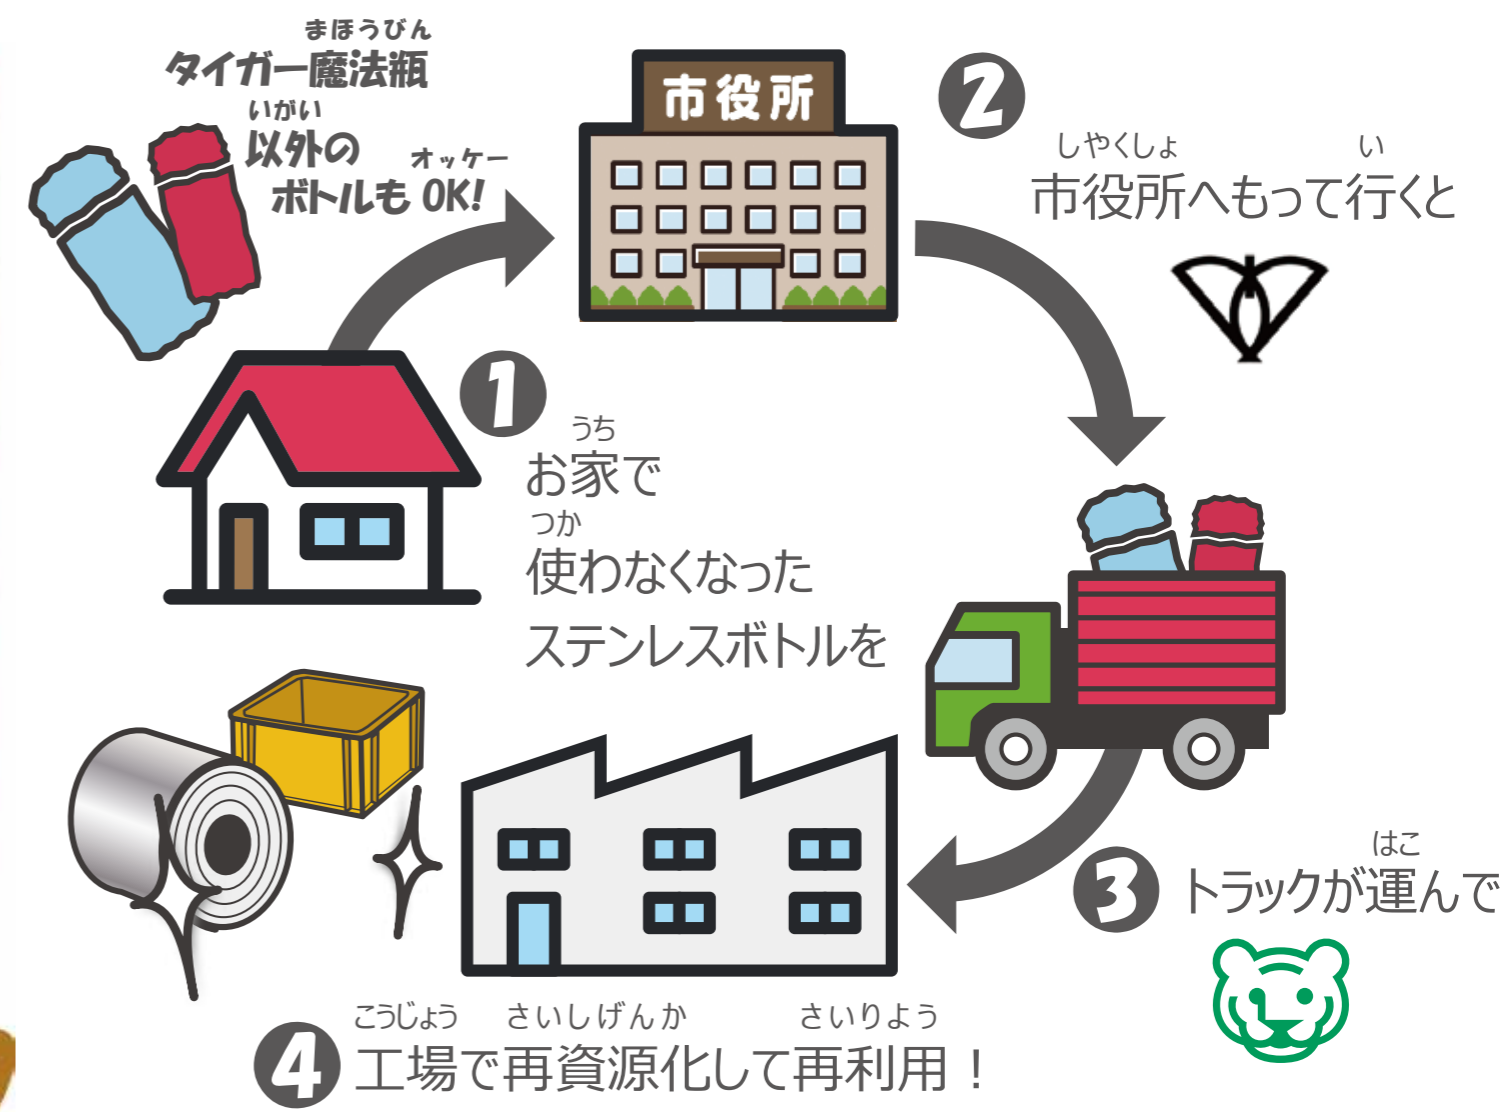 まほうびん
タイガー魔法瓶
いがい
以外の
オッケー
ボトルも OK!
市役所
1
うち
お家で
つか
使わなくなった
ステンレスボトルを
2
しやくしょ い
市役所へもって行くと
3
はこ
トラックが運んで
4
こうじょう さいしげんか さいりよう
工場で再資源化して再利用！